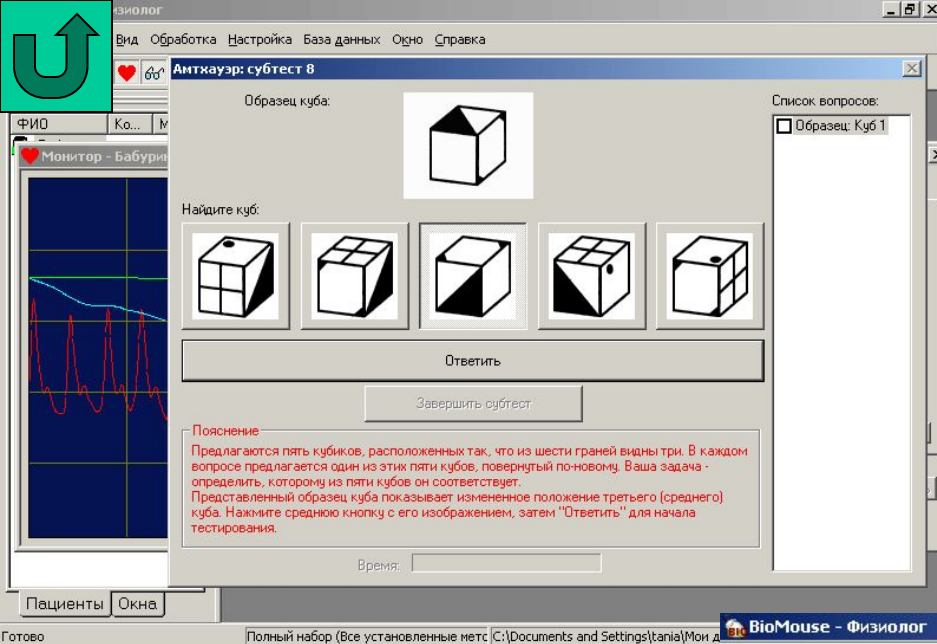 изиолог
Вид Обработка Настройка База данных Окно Справка
Амтхауэр: субтест 8
Образец куба:
Список вопросов:
ФИО Ко... М
Образец: Куб 1
Монитор - Бабурин
Найдите куб:
Ответить
Завершить субтест
Пояснение
Предлагаются пять кубиков, расположенных так, что из шести граней видны три. В каждом
вопросе предлагается один из этих пяти кубов, повернутый по-новому. Ваша задача -
определить, которому из пяти кубов он соответствует.
Представленный образец куба показывает измененное положение третьего (среднего)
куба. Нажмите среднюю кнопку с его изображением, затем "Ответить" для начала
тестирования.
Время:
Пациенты Окна
BIO BioMouse - Физиолог
Готово Полный набор (Все установленные метс C:\Documents and Settings\tania\Мои д